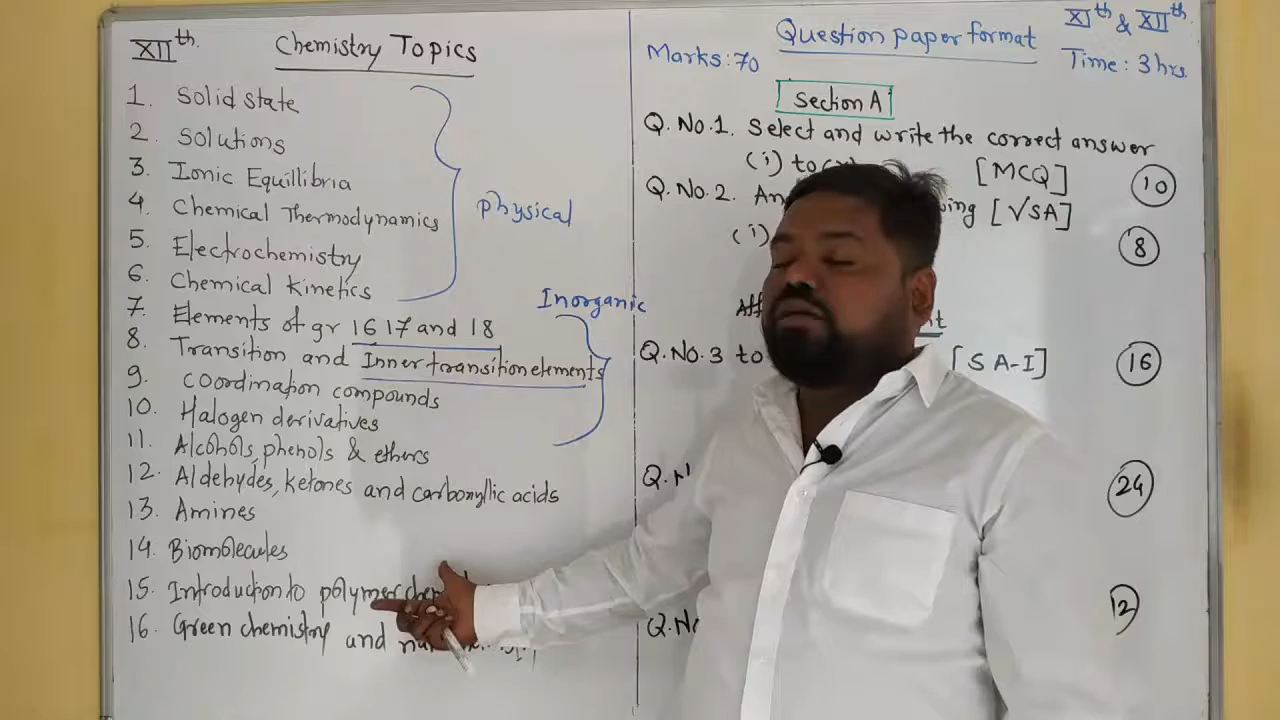 XIIth. Chemistry Topics
1. Solid state
2. Solutions
3. Ionic Equillibria
4. Chemical Thermodynamics
5. Electrochemistry
6. Chemical Kinetics
7. Elements of gr 16 17 and 18
8. Transition and Inner transition elements
9. Coordination compounds
10. Halogen derivatives
11. Alcohols, phenols & ethers
12. Aldehydes, ketones and carboxyllic acids
13. Amines
14. Biomolecules
15. Introduction to polymer
16. Green chemistry and
Physical
Inorganic
Question paper format XIth & XIIth.
Marks: 70 Time: 3 hrs.
Section A
Q. No. 1. Select and write the correct answer
(i) to [MCQ] 10
Q. No. 2. [VSA]
(i) 8
Q. No. 3 to [SA-I] 16
24
12